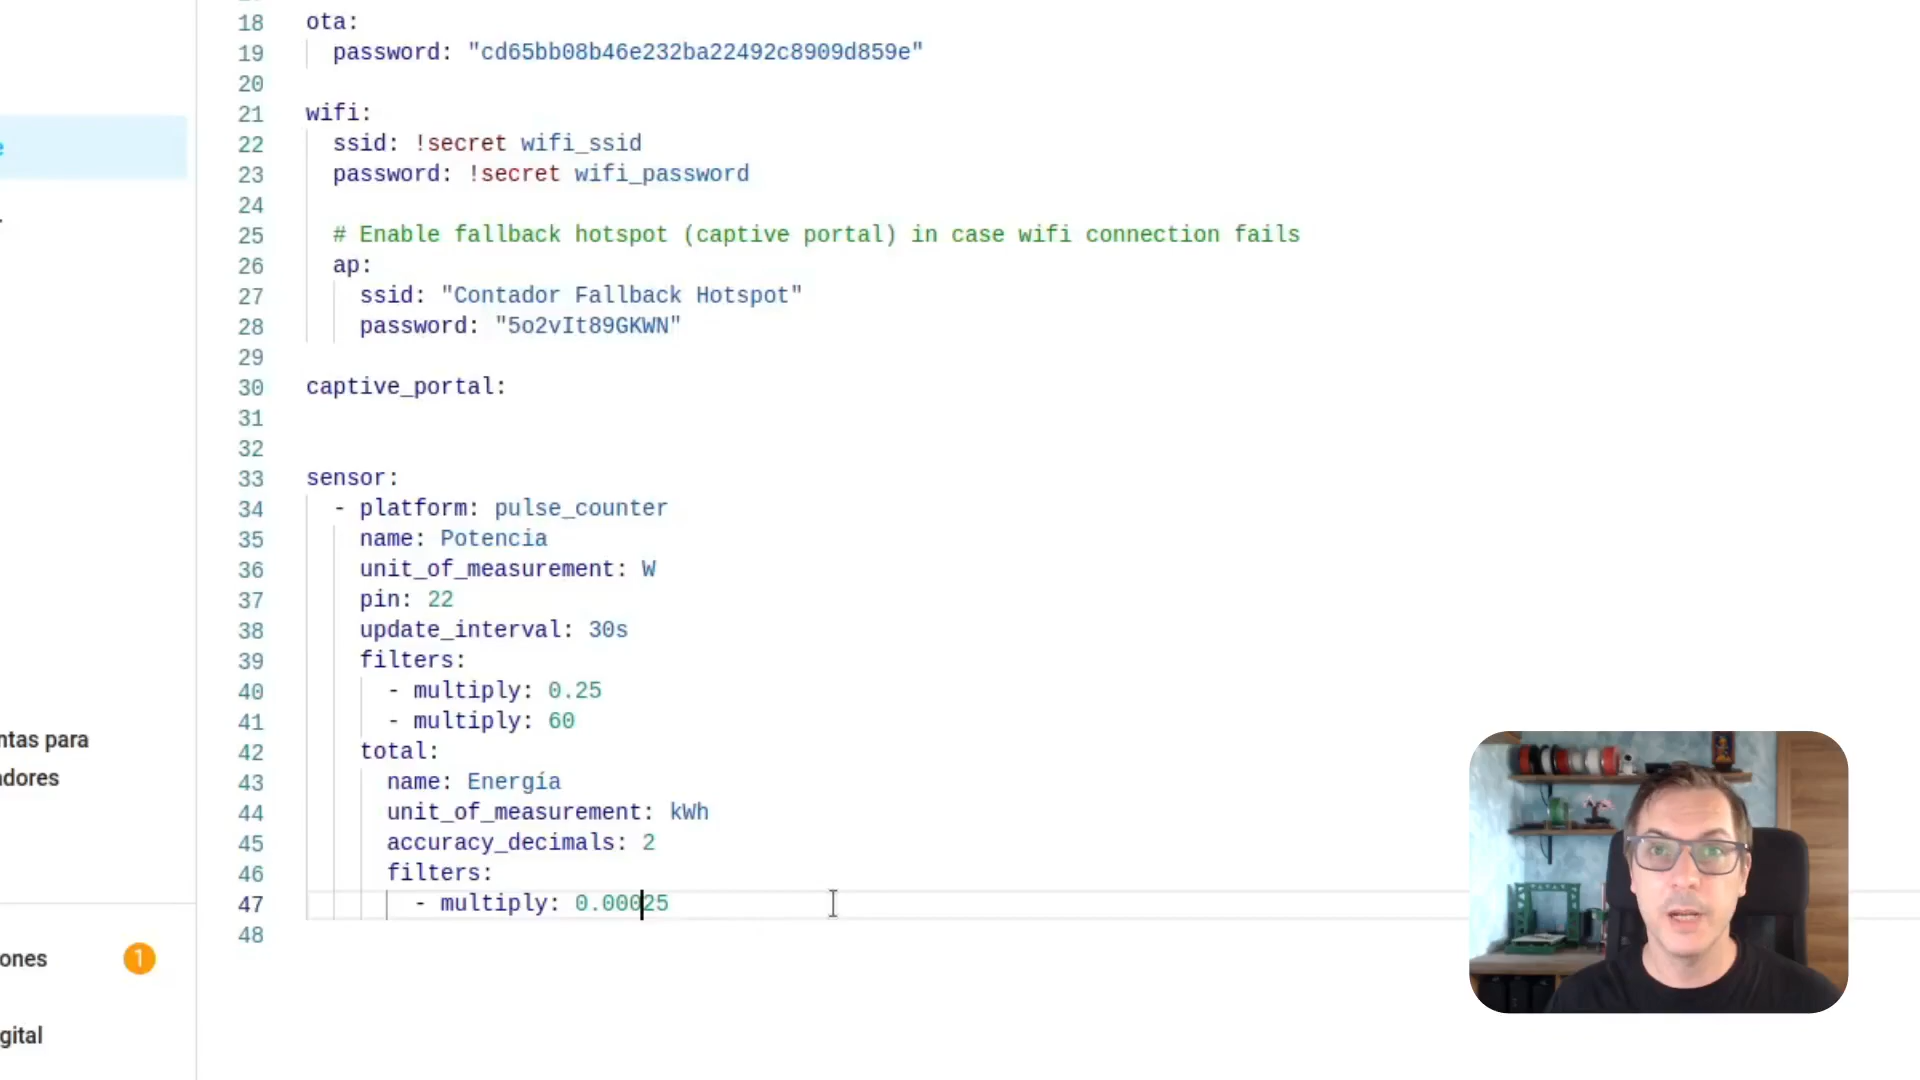 18 ota:
19 password: "cd65bb08b46e232ba22492c8909d859e"
20
21 wifi:
22 ssid: !secret wifi_ssid
23 password: !secret wifi_password
24
25 # Enable fallback hotspot (captive portal) in case wifi connection fails
26 ap:
27 ssid: "Contador Fallback Hotspot"
28 password: "5o2vIt89GKWN"
29
30 captive_portal:
31
32
33 sensor:
34 - platform: pulse_counter
35 name: Potencia
36 unit_of_measurement: W
37 pin: 22
38 update_interval: 30s
39 filters:
40 - multiply: 0.25
41 - multiply: 60
42 total:
43 name: Energía
44 unit_of_measurement: kWh
45 accuracy_decimals: 2
46 filters:
47 - multiply: 0.00025
48
ntas para
adores
ones 1
gital